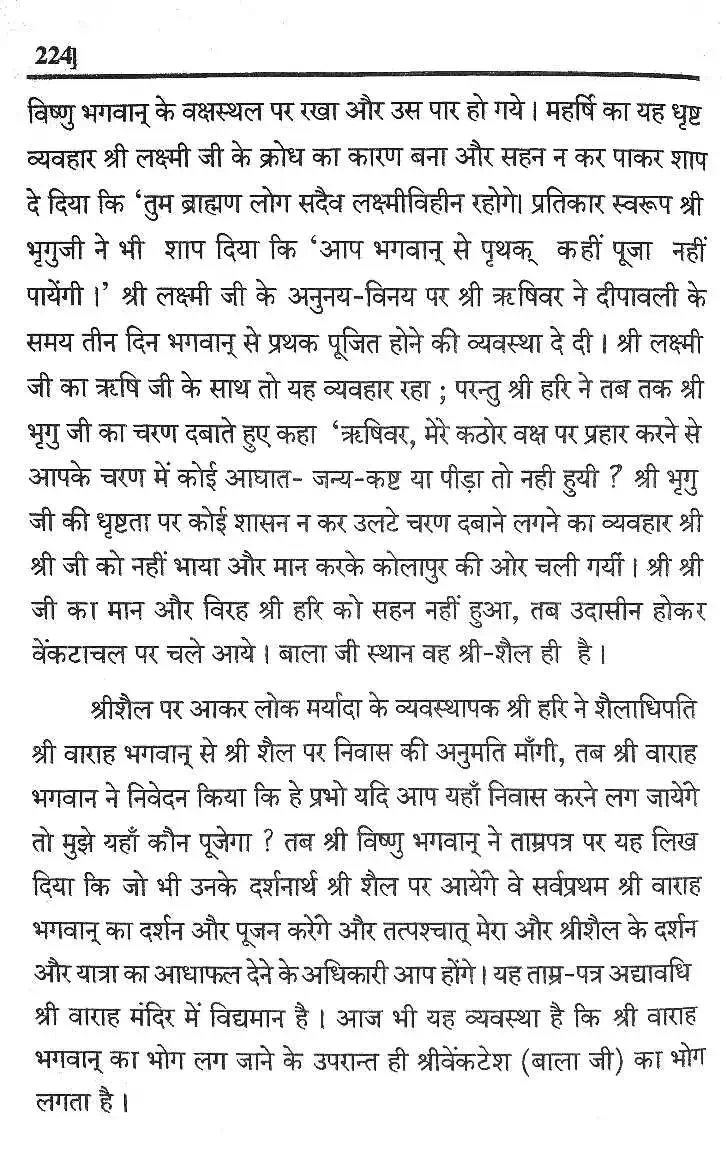 224]
विष्णु भगवान् के वक्षस्थल पर रखा और उस पार हो गये । महर्षि का यह धृष्ट
व्यवहार श्री लक्ष्मी जी के क्रोध का कारण बना और सहन न कर पाकर शाप
दे दिया कि ‘तुम ब्राह्मण लोग सदैव लक्ष्मीविहीन रहोगे। प्रतिकार स्वरूप श्री
भृगुजी ने भी शाप दिया कि ‘आप भगवान् से पृथक् कहीं पूजा नहीं
पायेंगी ।’ श्री लक्ष्मी जी के अनुनय-विनय पर श्री ऋषिवर ने दीपावली के
समय तीन दिन भगवान् से प्रथक पूजित होने की व्यवस्था दे दी । श्री लक्ष्मी
जी का ऋषि जी के साथ तो यह व्यवहार रहा ; परन्तु श्री हरि ने तब तक श्री
भृगु जी का चरण दबाते हुए कहा ‘ऋषिवर, मेरे कठोर वक्ष पर प्रहार करने से
आपके चरण में कोई आघात- जन्य-कष्ट या पीड़ा तो नही हुयी ? श्री भृगु
जी की धृष्टता पर कोई शासन न कर उलटे चरण दबाने लगने का व्यवहार श्री
श्री जी को नहीं भाया और मान करके कोलापुर की ओर चली गयीं । श्री श्री
जी का मान और विरह श्री हरि को सहन नहीं हुआ, तब उदासीन होकर
वेंकटाचल पर चले आये । बाला जी स्थान वह श्री-शैल ही है ।
श्रीशैल पर आकर लोक मर्यादा के व्यवस्थापक श्री हरि ने शैलाधिपति
श्री वाराह भगवान् से श्री शैल पर निवास की अनुमति माँगी, तब श्री वाराह
भगवान ने निवेदन किया कि हे प्रभो यदि आप यहाँ निवास करने लग जायेंगे
तो मुझे यहाँ कौन पूजेगा ? तब श्री विष्णु भगवान् ने ताम्रपत्र पर यह लिख
दिया कि जो भी उनके दर्शनार्थ श्री शैल पर आयेंगे वे सर्वप्रथम श्री वाराह
भगवान् का दर्शन और पूजन करेंगे और तत्पश्चात् मेरा और श्रीशैल के दर्शन
और यात्रा का आधाफल देने के अधिकारी आप होंगे । यह ताम्र-पत्र अद्यावधि
श्री वाराह मंदिर में विद्यमान है । आज भी यह व्यवस्था है कि श्री वाराह
भगवान् का भोग लग जाने के उपरान्त ही श्रीवेंकटेश (बाला जी) का भोग
लगता है ।